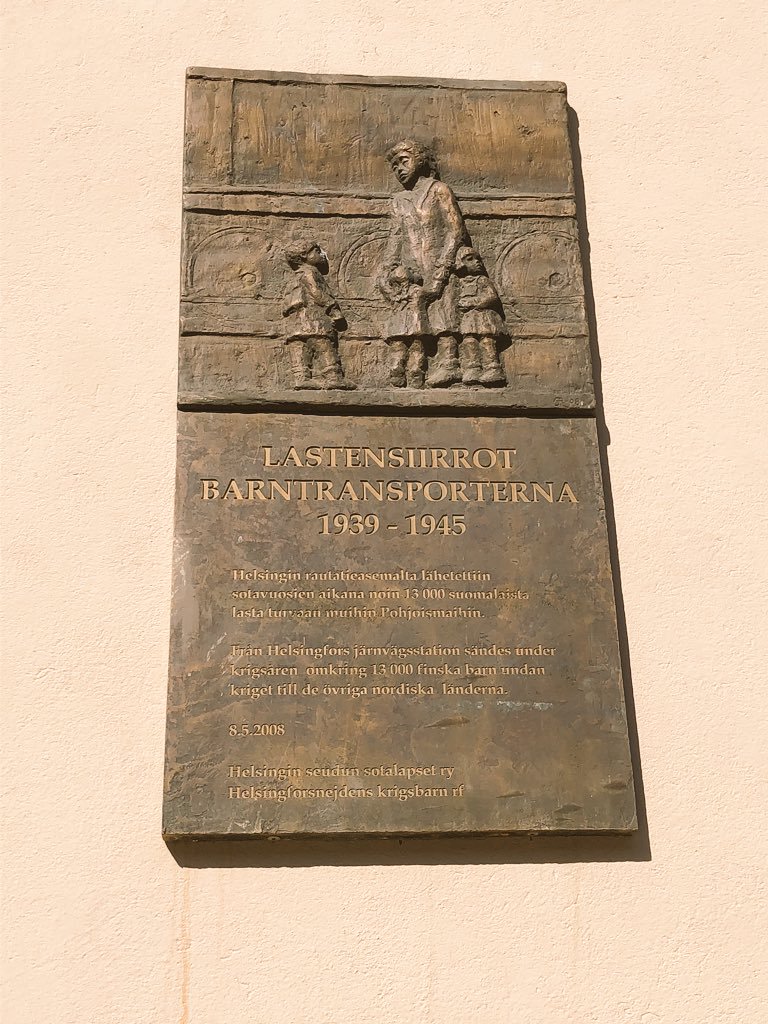 LASTENSIIRROT
BARNTRANSPORTERNA
1939 - 1945
Helsingin rautatieasemalta lähetettiin
sotavuosien aikana noin 13 000 suomalaista
lasta turvaan muihin Pohjoismaihin.
Från Helsingfors järnvägsstation sändes under
krigsåren omkring 13 000 finska barn undan
kriget till de övriga nordiska länderna.
8.5.2008
Helsingin seudun sotalapset ry
Helsingforsnejdens krigsbarn rf